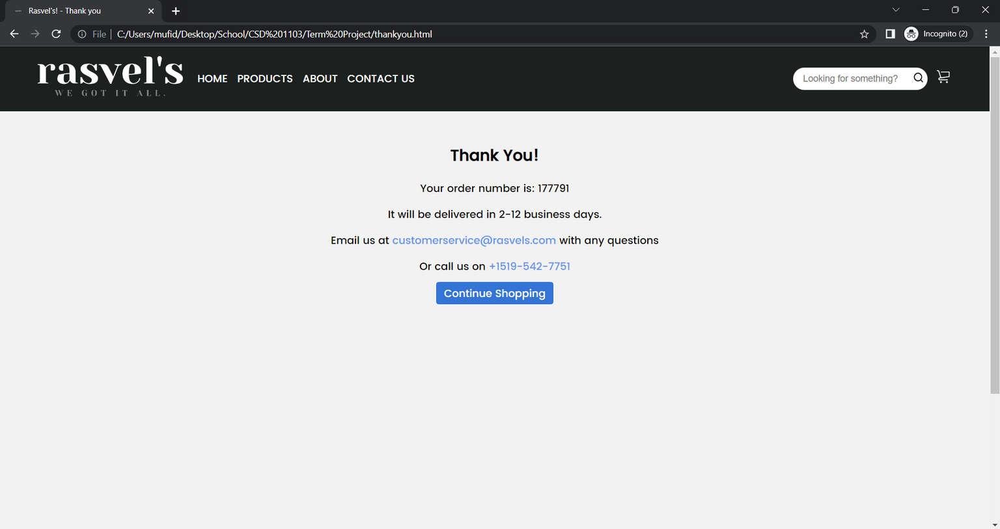 Rasvel's! - Thank you
File | C:/Users/mufid/Desktop/School/CSD%201103/Term%20Project/thankyou.html
Incognito (2)
rasvel's
WE GOT IT ALL.
HOME PRODUCTS ABOUT CONTACT US
Looking for something?
Thank You!
Your order number is: 177791
It will be delivered in 2-12 business days.
Email us at customerservice@rasvels.com with any questions
Or call us on +1519-542-7751
Continue Shopping